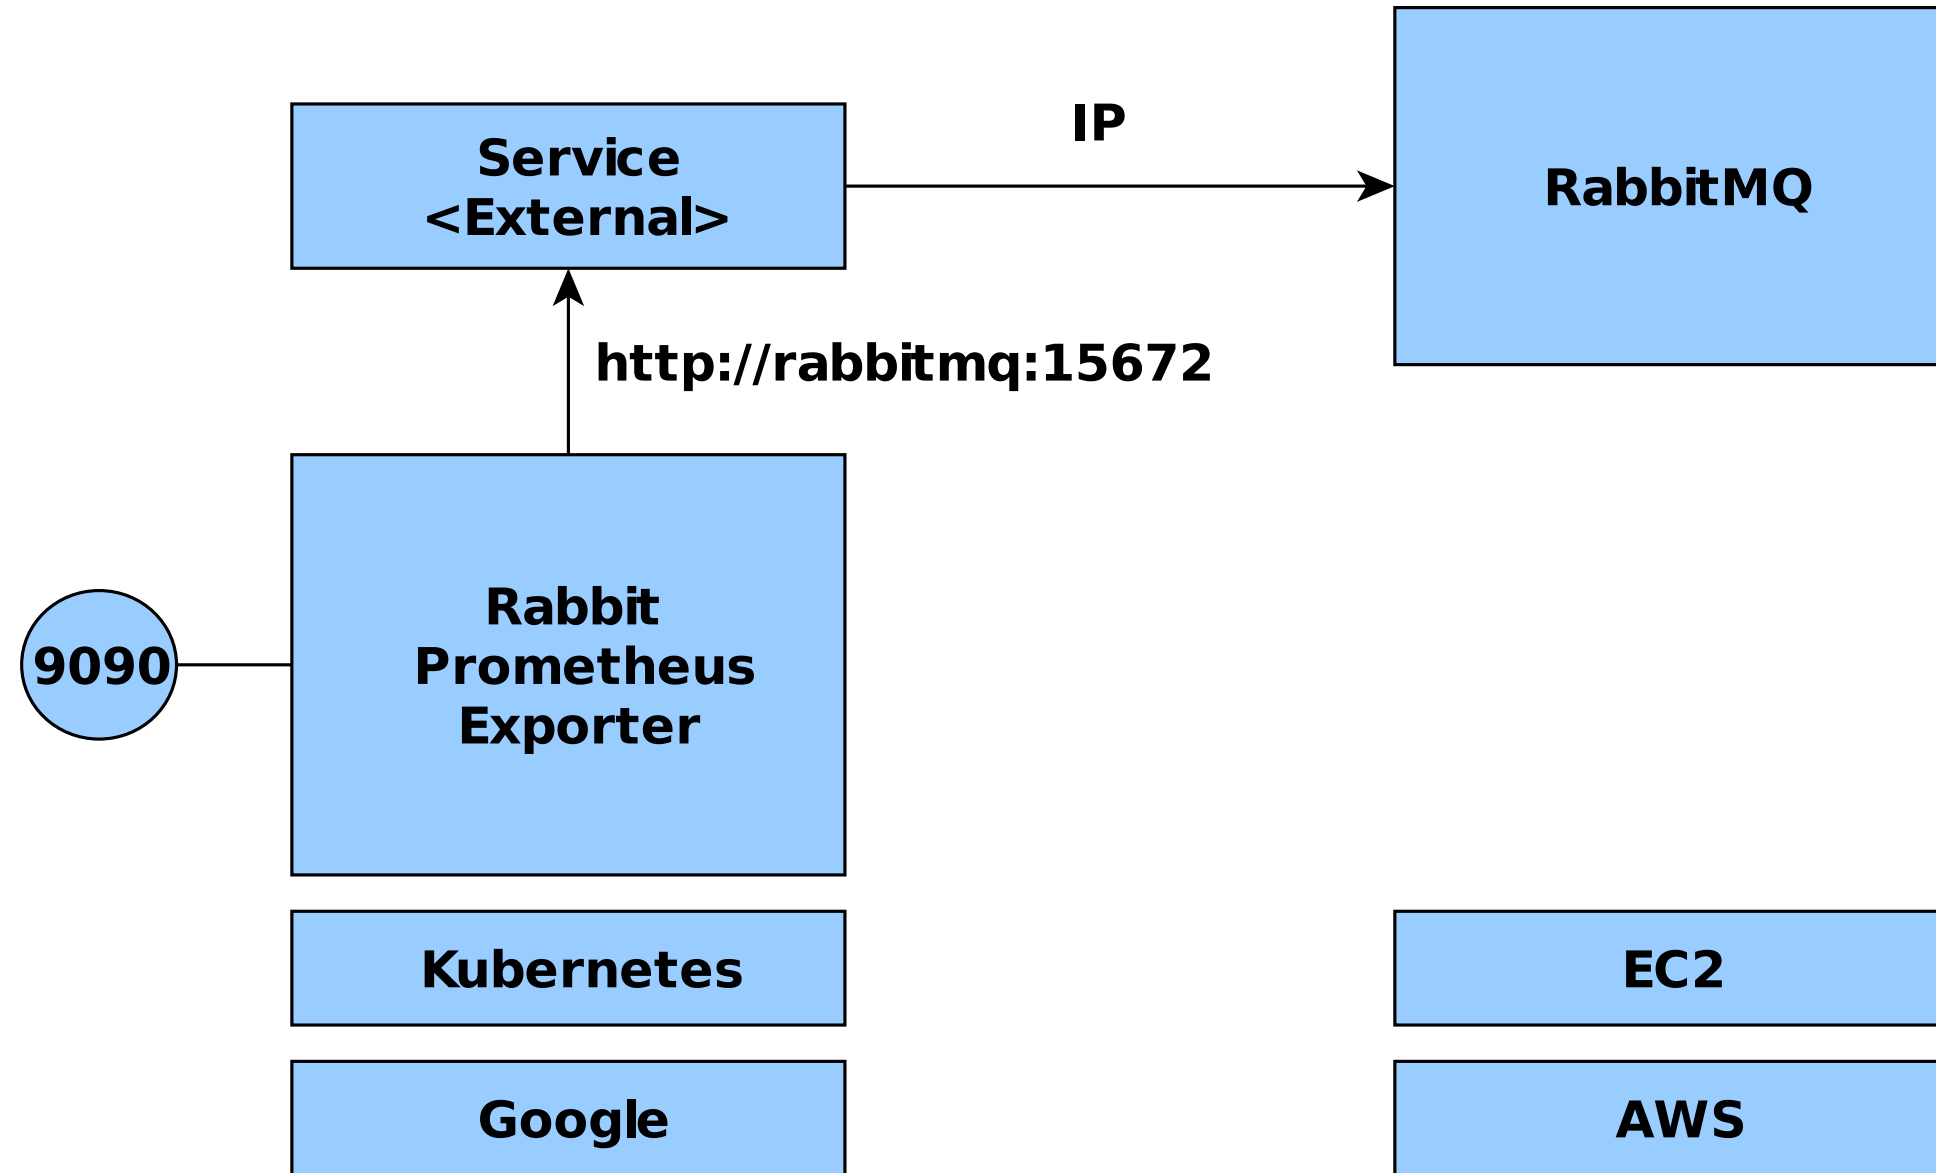 Service
<External>
IP
RabbitMQ
http://rabbitmq:15672
Rabbit
Prometheus
Exporter
9090
Kubernetes
EC2
Google
AWS